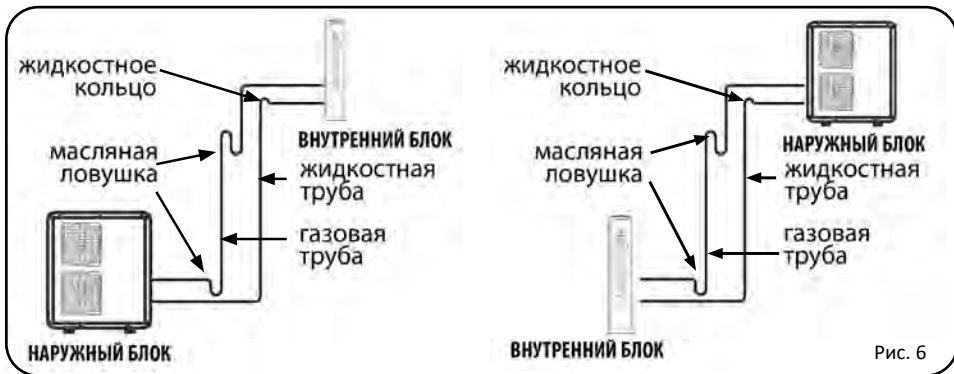 жидкостное
кольцо
ВНУТРЕННИЙ БЛОК
масляная
ловушка
жидкостная
труба
газовая
труба
НАРУЖНЫЙ БЛОК
жидкостное
кольцо
НАРУЖНЫЙ БЛОК
масляная
ловушка
жидкостная
труба
газовая
труба
ВНУТРЕННИЙ БЛОК
Рис. 6